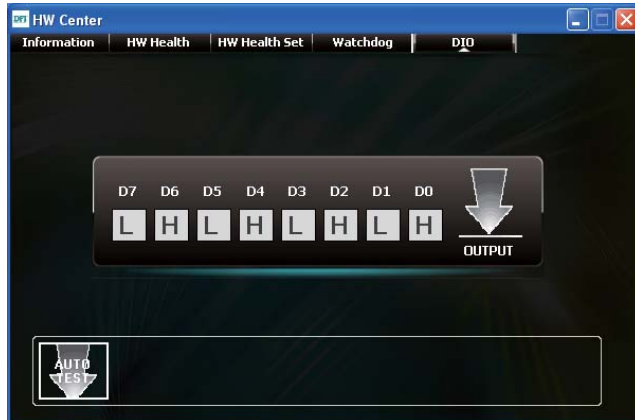 DFI HW Center
Information HW Health HW Health Set Watchdog DIO
D7 D6 D5 D4 D3 D2 D1 D0
L H L H L H L H
OUTPUT
AUTO
TEST